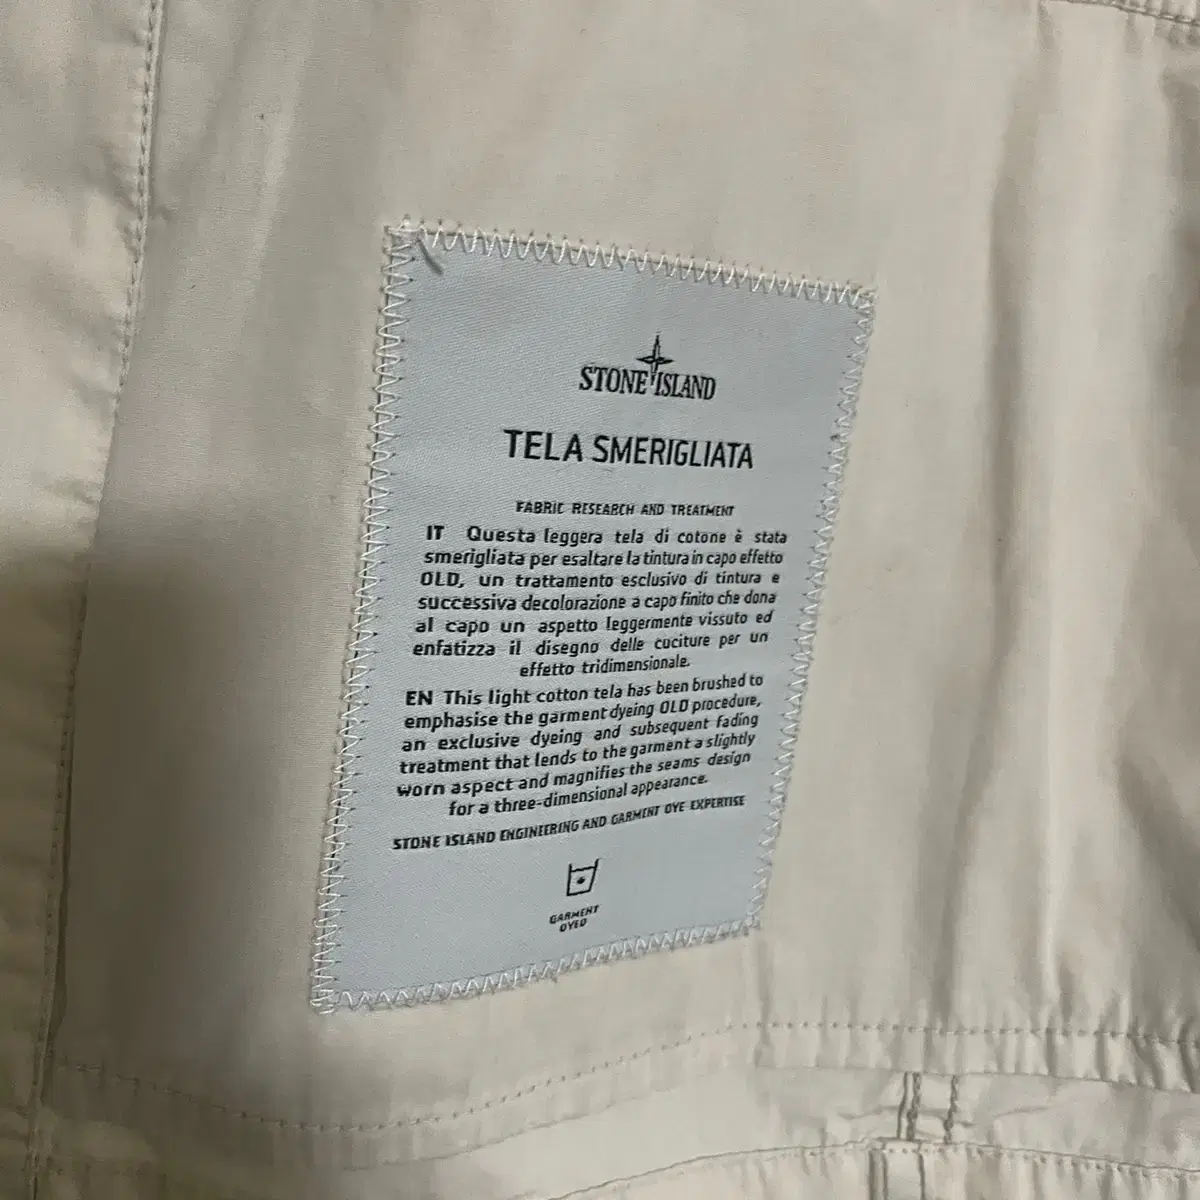 STONE ISLAND
TELA SMERIGLIATA
FABRIC RESEARCH AND TREATMENT
IT Questa leggera tela di cotone è stata
smerigliata per esaltare la tintura in capo effetto
OLD, un trattamento esclusivo di tintura e
successiva decolorazione a capo finito che dona
al capo un aspetto leggermente vissuto ed
enfatizza il disegno delle cuciture per un
effetto tridimensionale.
EN This light cotton tela has been brushed to
emphasise the garment dyeing OLD procedure,
an exclusive dyeing and subsequent fading
treatment that lends to the garment a slightly
worn aspect and magnifies the seams design
for a three-dimensional appearance.
STONE ISLAND ENGINEERING AND GARMENT DYE EXPERTISE
GARMENT
DYED